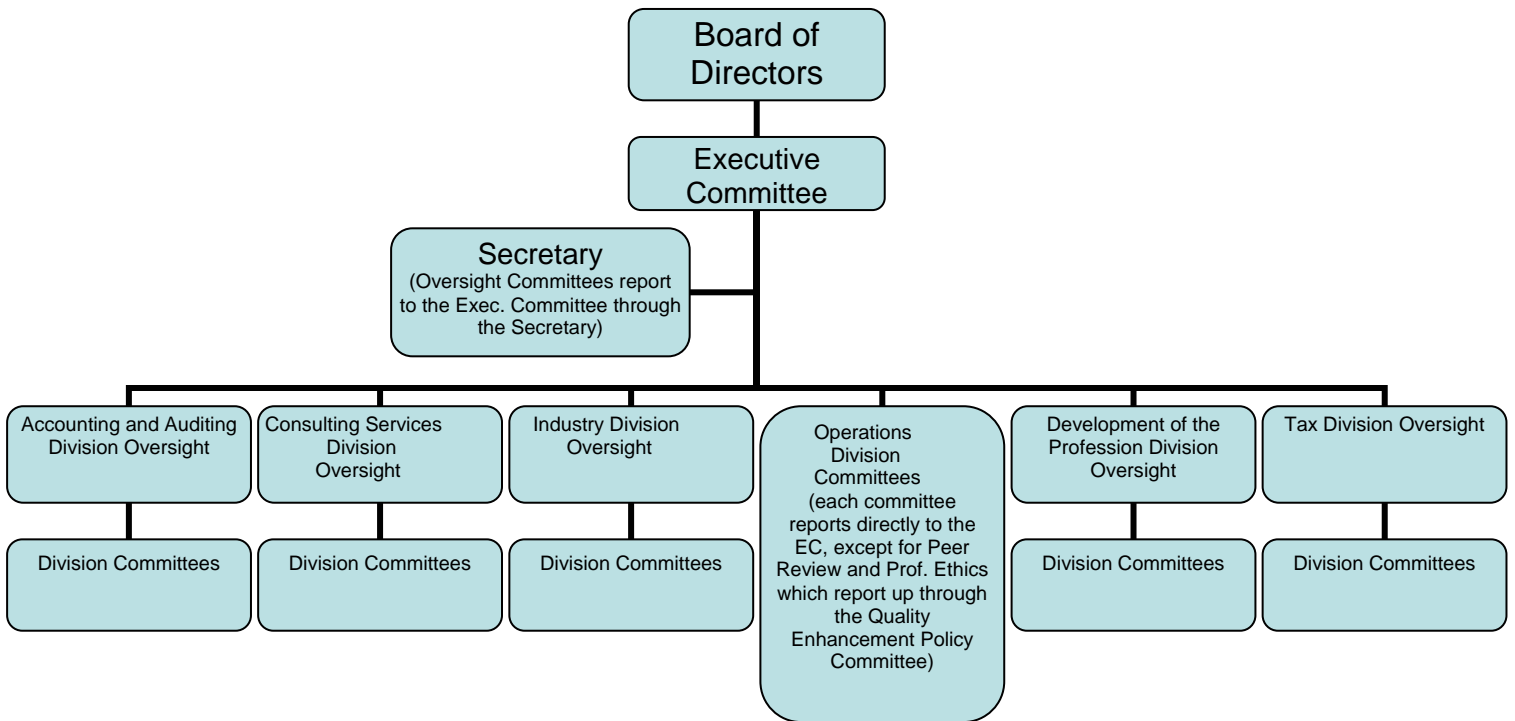 Board of
Directors
Executive
Committee
Secretary
(Oversight Committees report
to the Exec. Committee through
the Secretary)
Accounting and Auditing
Division Oversight
Consulting Services
Division
Oversight
Industry Division
Oversight
Operations
Division
Committees
(each committee
reports directly to the
EC, except for Peer
Review and Prof. Ethics
which report up through
the Quality
Enhancement Policy
Committee)
Development of the
Profession Division
Oversight
Tax Division Oversight
Division Committees
Division Committees
Division Committees
Division Committees
Division Committees